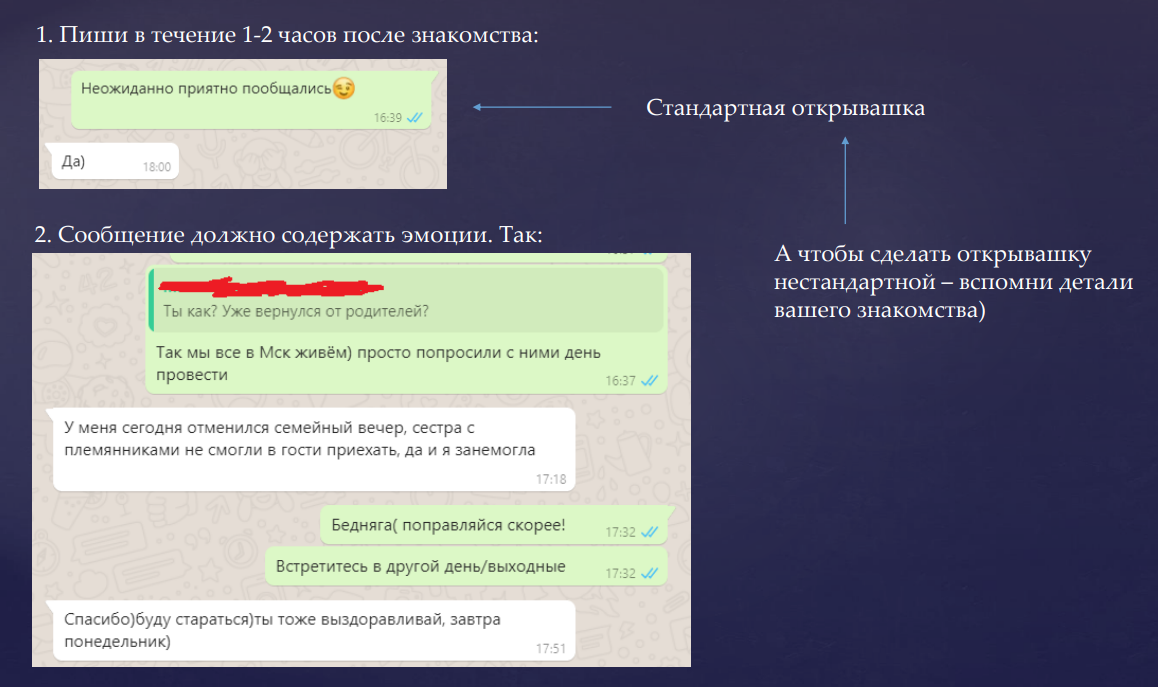 1. Пиши в течение 1-2 часов после знакомства:
Неожиданно приятно пообщались😉
16:39
Да)
18:00
Стандартная открывашка
А чтобы сделать открывашку
нестандартной – вспомни детали
вашего знакомства)
2. Сообщение должно содержать эмоции. Так:
Ты как? Уже вернулся от родителей?
Так мы все в Мск живём) просто попросили с ними день
провести
16:37
У меня сегодня отменился семейный вечер, сестра с
племянниками не смогли в гости приехать, да и я занемогла
17:18
Бедняга( поправляйся скорее!
17:32
Встретитесь в другой день/выходные
17:32
Спасибо)буду стараться)ты тоже выздоравливай, завтра
понедельник)
17:51